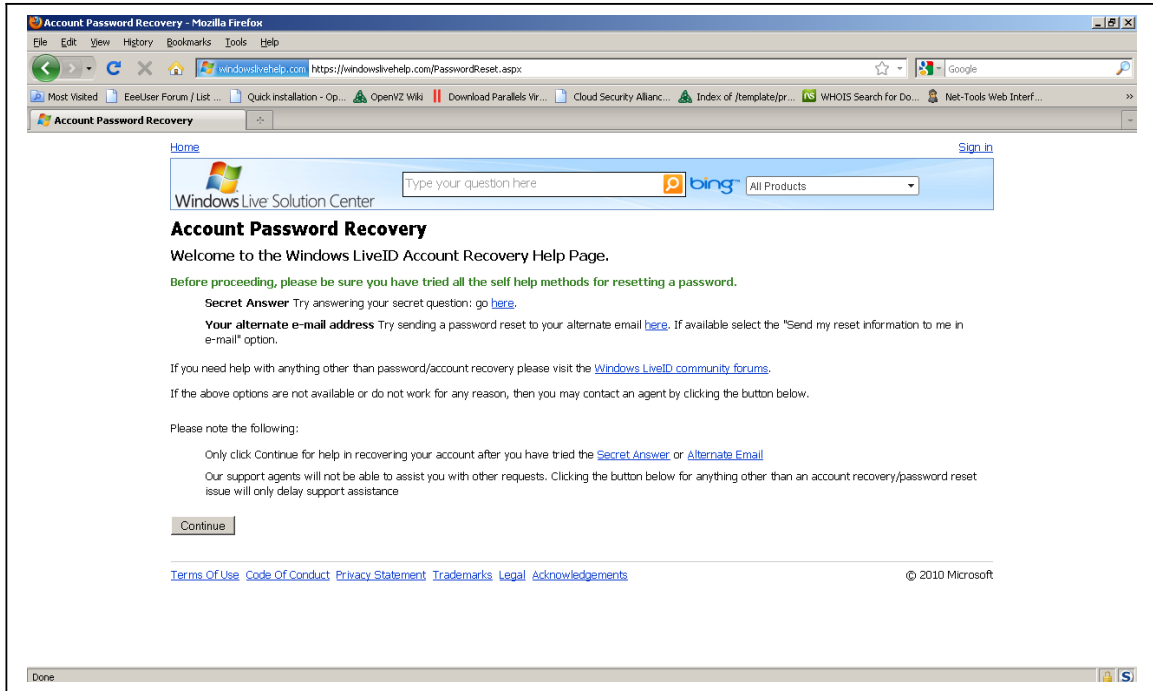 Account Password Recovery - Mozilla Firefox
File Edit View History Bookmarks Tools Help
windowslivehelp.com https://windowslivehelp.com/PasswordReset.aspx Google
Most Visited EeeUser Forum / List ... Quick installation - Op... OpenVZ Wiki Download Parallels Vir... Cloud Security Allianc... Index of /template/pr... WHOIS Search for Do... Net-Tools Web Interf... »
Account Password Recovery
Home Sign in
Windows Live Solution Center Type your question here bing™ All Products
Account Password Recovery
Welcome to the Windows LiveID Account Recovery Help Page.
Before proceeding, please be sure you have tried all the self help methods for resetting a password.
Secret Answer Try answering your secret question: go here.
Your alternate e-mail address Try sending a password reset to your alternate email here. If available select the "Send my reset information to me in
e-mail" option.
If you need help with anything other than password/account recovery please visit the Windows LiveID community forums.
If the above options are not available or do not work for any reason, then you may contact an agent by clicking the button below.
Please note the following:
Only click Continue for help in recovering your account after you have tried the Secret Answer or Alternate Email
Our support agents will not be able to assist you with other requests. Clicking the button below for anything other than an account recovery/password reset
issue will only delay support assistance
Continue
Terms Of Use Code Of Conduct Privacy Statement Trademarks Legal Acknowledgements © 2010 Microsoft
Done S